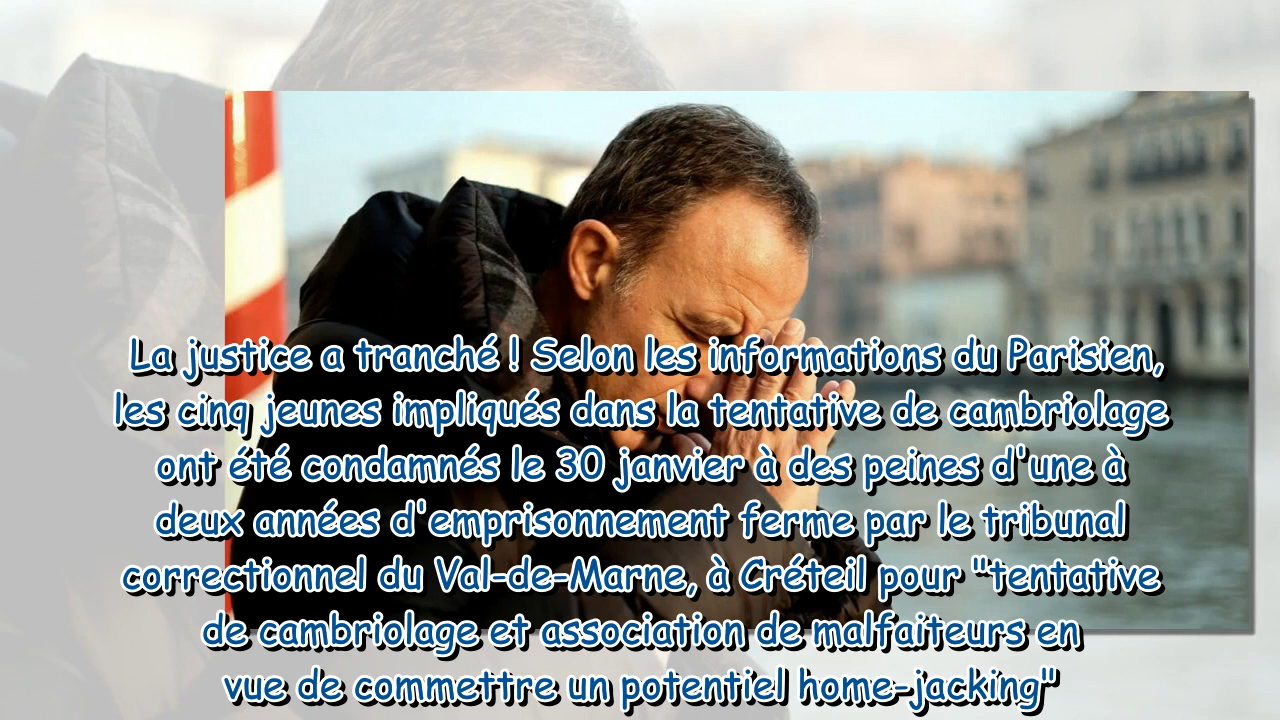 La justice a tranché ! Selon les informations du Parisien,
les cinq jeunes impliqués dans la tentative de cambriolage
ont été condamnés le 30 janvier à des peines d'une à
deux années d'emprisonnement ferme par le tribunal
correctionnel du Val-de-Marne, à Créteil pour "tentative
de cambriolage et association de malfaiteurs en
vue de commettre un potentiel home-jacking"